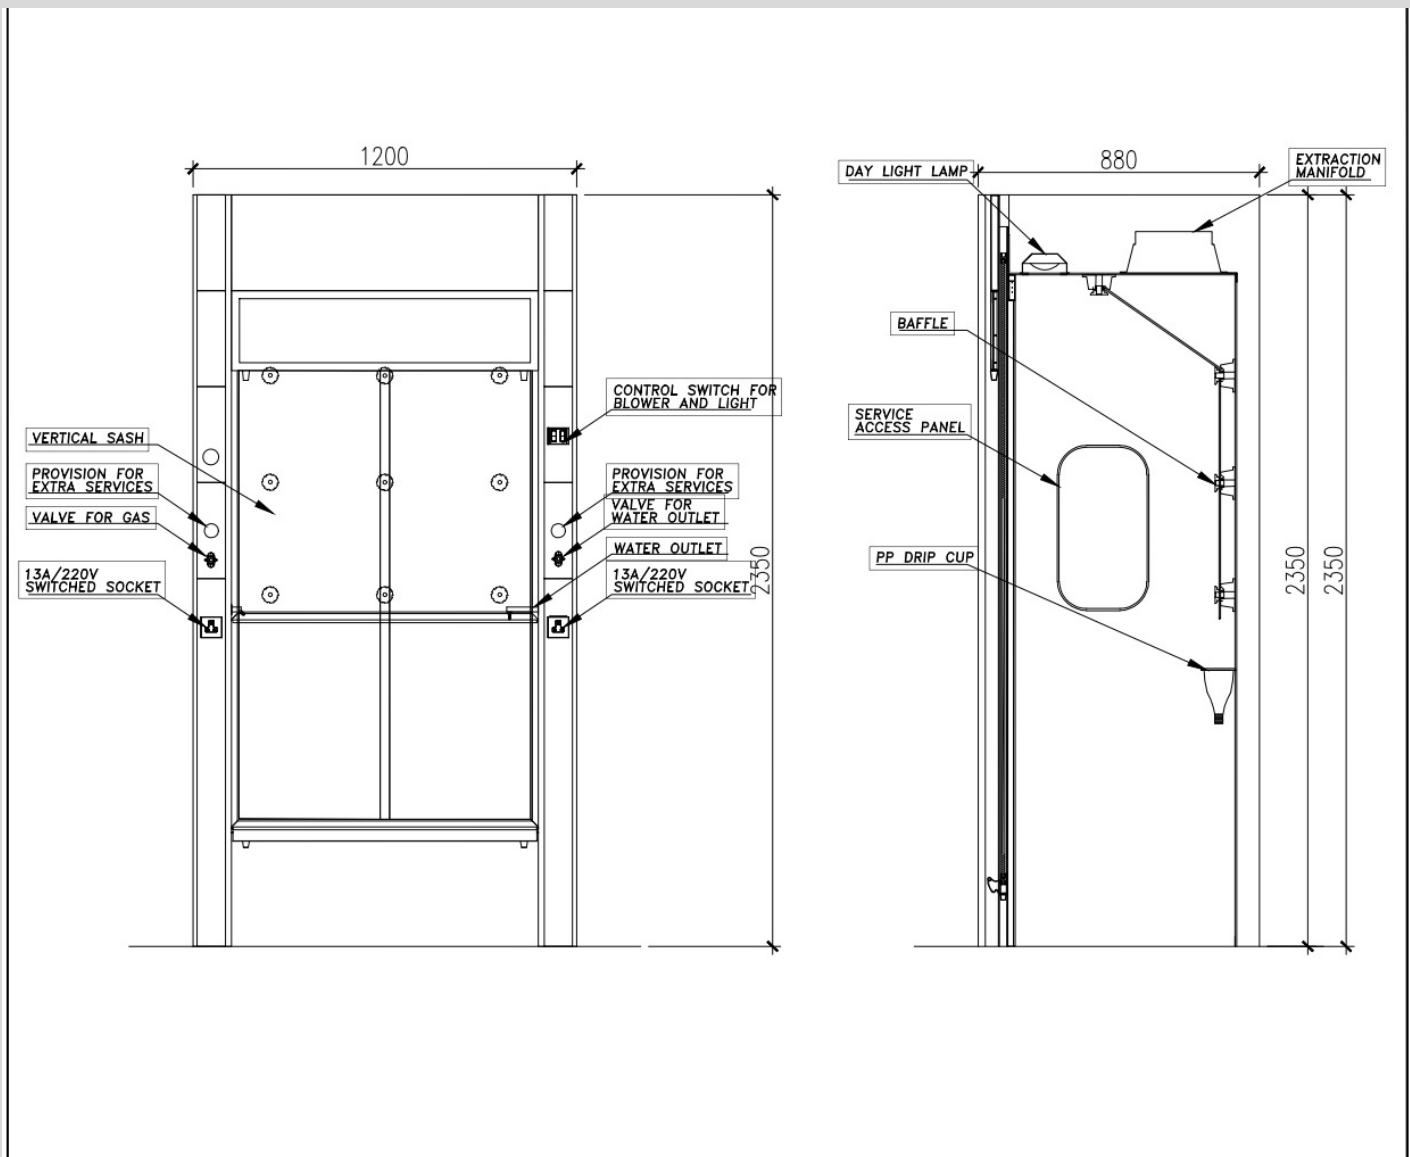 1200
VERTICAL SASH
PROVISION FOR
EXTRA SERVICES
VALVE FOR GAS
13A/220V
SWITCHED SOCKET
CONTROL SWITCH FOR
BLOWER AND LIGHT
PROVISION FOR
EXTRA SERVICES
VALVE FOR
WATER OUTLET
WATER OUTLET
13A/220V
SWITCHED SOCKET
2350
880
DAY LIGHT LAMP
EXTRACTION
MANIFOLD
BAFFLE
SERVICE
ACCESS PANEL
PP DRIP CUP
2350
2350